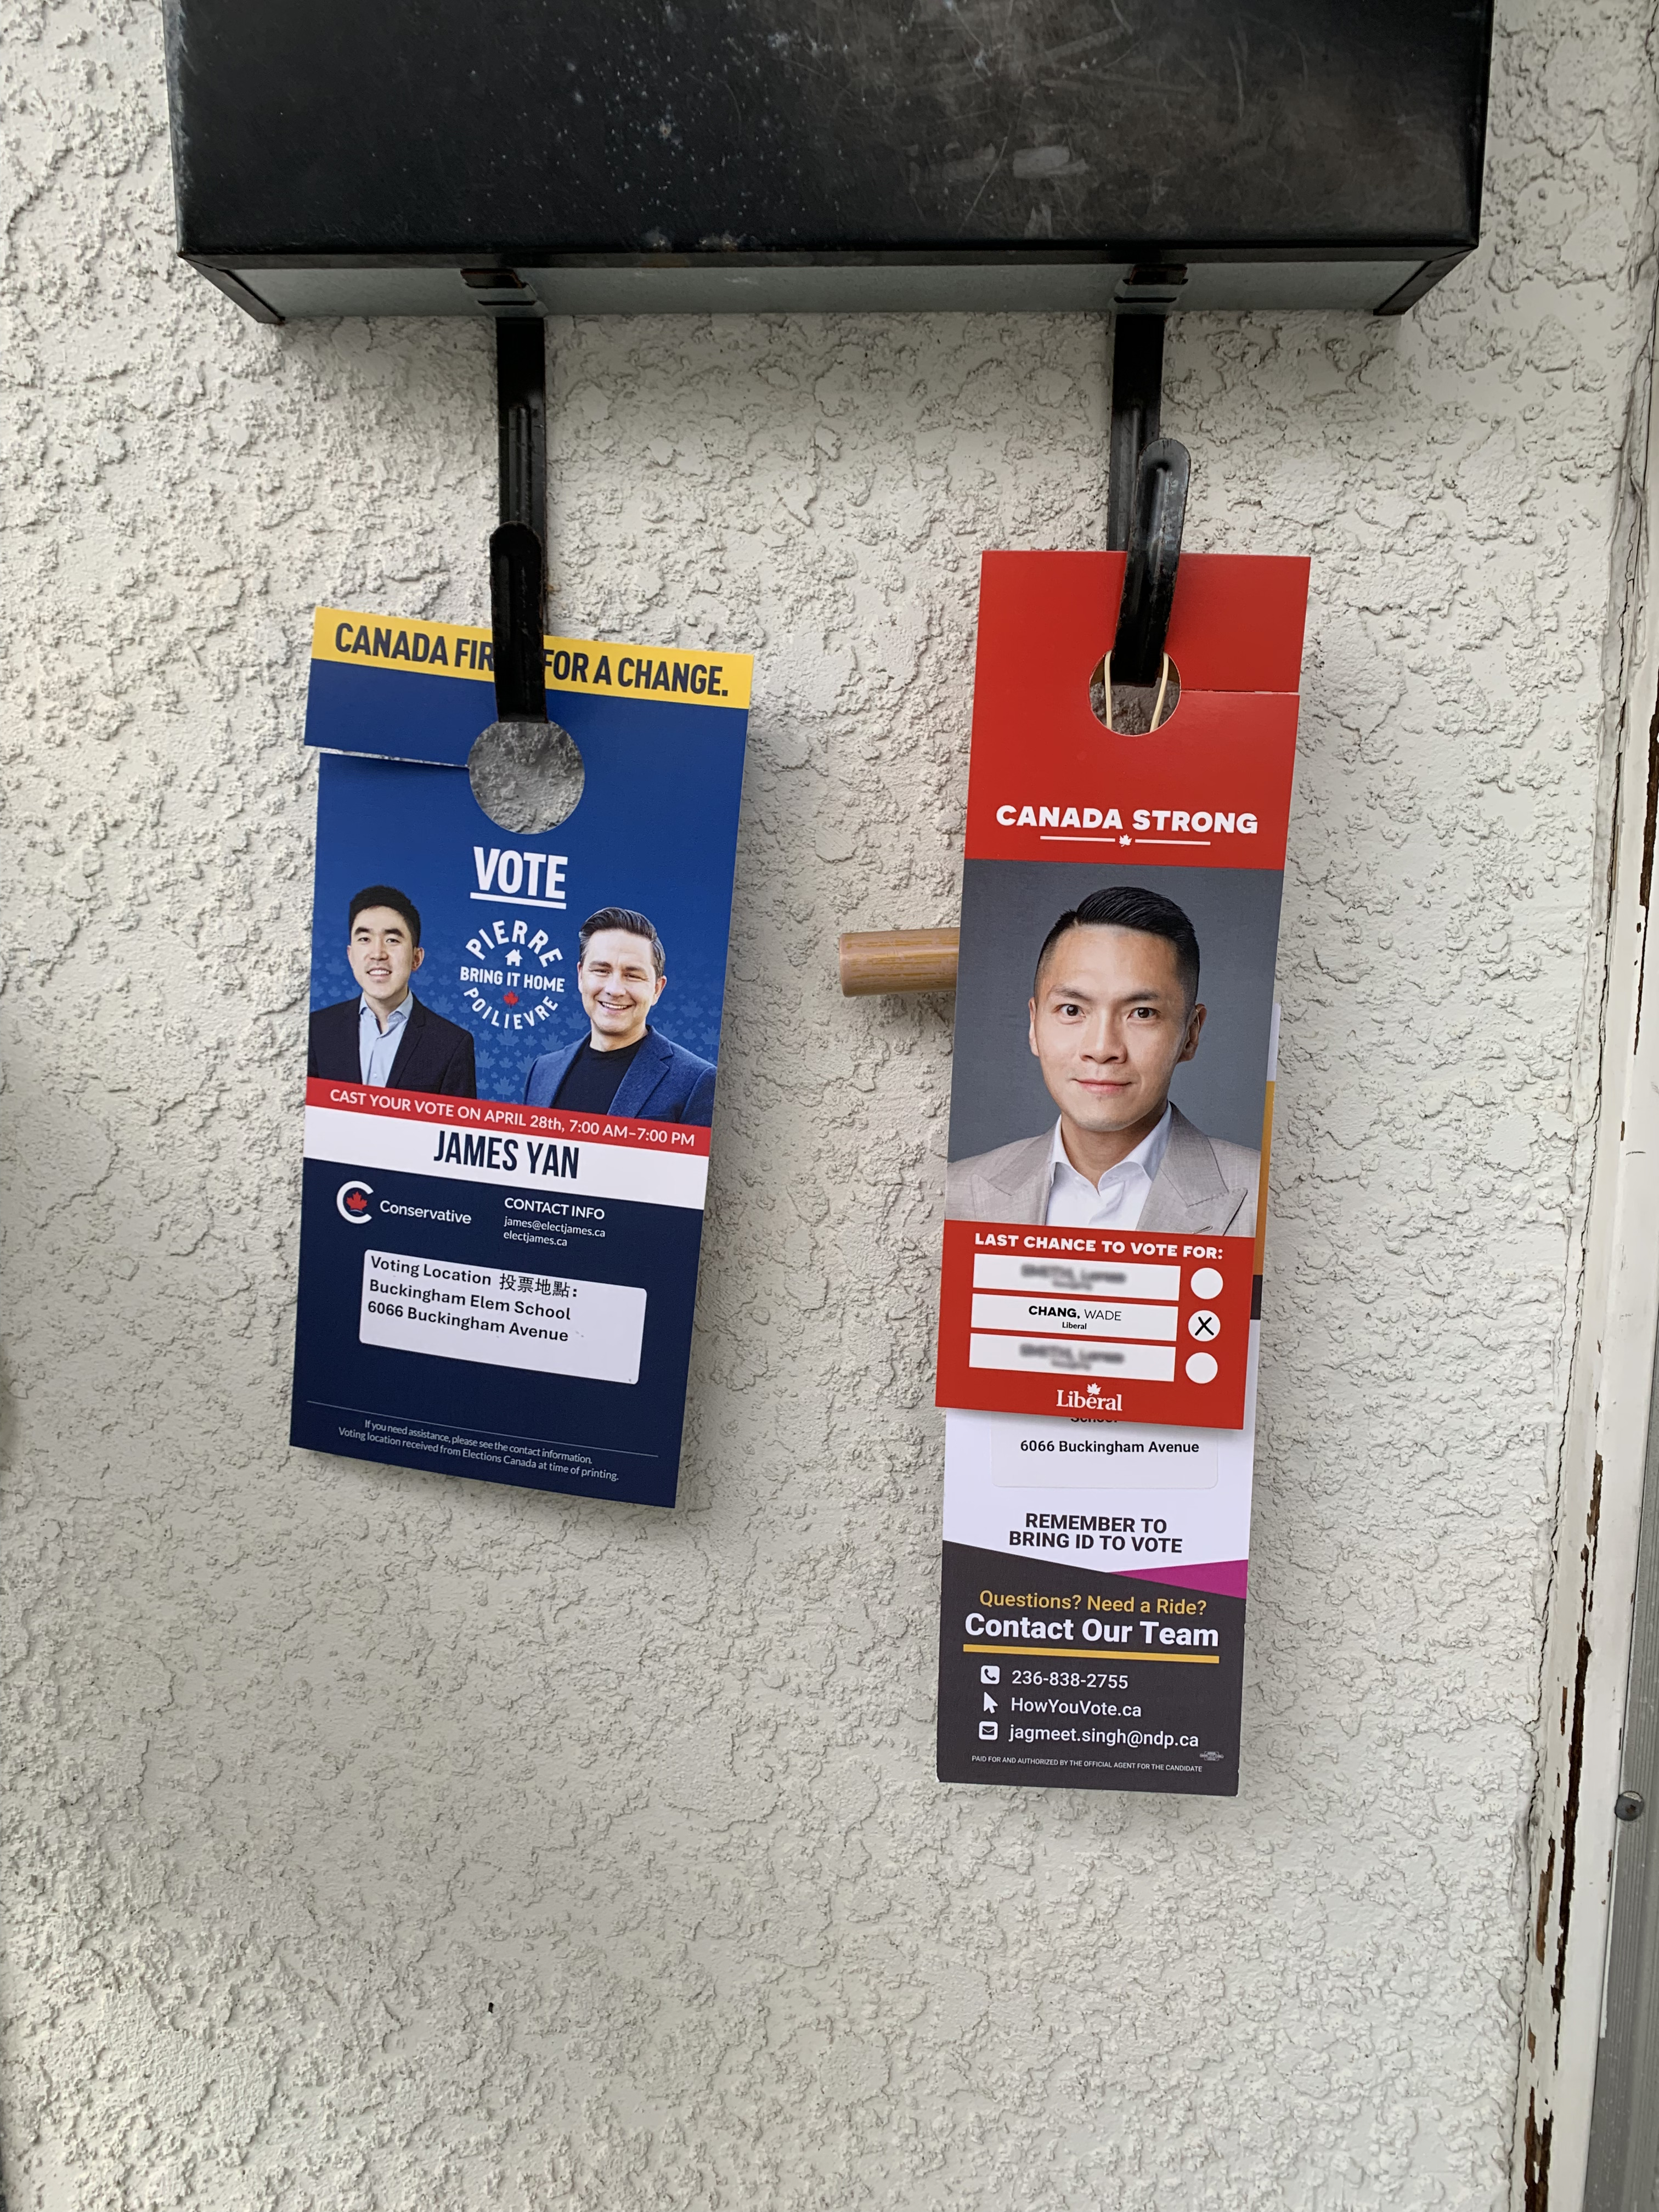 CANADA FIR FOR A CHANGE.
VOTE
PIERRE
BRING IT HOME
POILIEVRE
CAST YOUR VOTE ON APRIL 28th, 7:00 AM–7:00 PM
JAMES YAN
Conservative
CONTACT INFO
james@electjames.ca
electjames.ca
Voting Location 投票地點:
Buckingham Elem School
6066 Buckingham Avenue
If you need assistance, please see the contact information.
Voting location received from Elections Canada at time of printing.
CANADA STRONG
LAST CHANCE TO VOTE FOR:
CHANG, WADE
Liberal
X
Liberal
School
6066 Buckingham Avenue
REMEMBER TO
BRING ID TO VOTE
Questions? Need a Ride?
Contact Our Team
236-838-2755
HowYouVote.ca
jagmeet.singh@ndp.ca
PAID FOR AND AUTHORIZED BY THE OFFICIAL AGENT FOR THE CANDIDATE